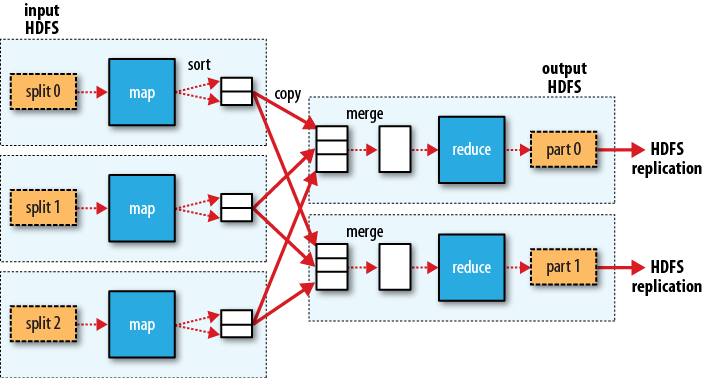 input
HDFS
split 0
map
sort
copy
split 1
map
split 2
map
output
HDFS
merge
reduce
part 0
HDFS
replication
merge
reduce
part 1
HDFS
replication